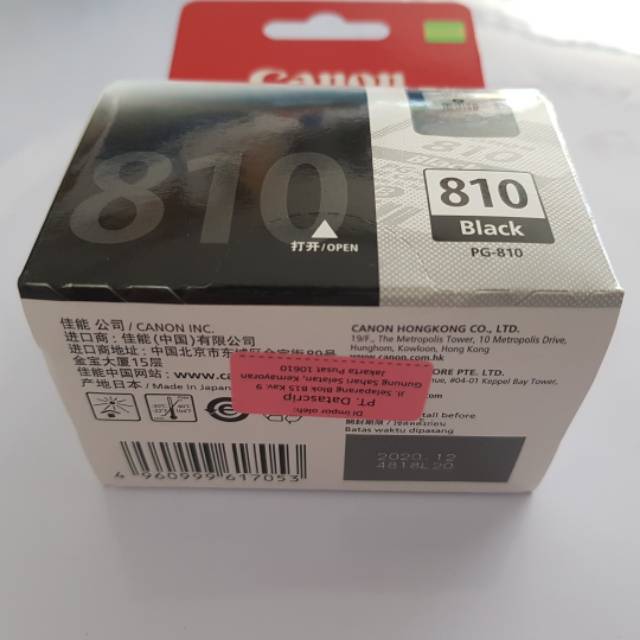 Canon
810
810
打开/OPEN
810
Black
PG-810
佳能 公司 / CANON INC.
进口商: 佳能(中国)有限公司
进口商地址: 中国北京市东城区金宝街89号
金宝大厦15层
佳能中国网站: www.ca
产地日本 / Made in Japan
CANON HONGKONG CO., LTD.
19/F., The Metropolis Tower, 10 Metropolis Drive,
Hunghom, Kowloon, Hong Kong
www.canon.com.hk
ORE PTE. LTD.
Avenue, #04-01 Keppel Bay Tower,
Di impor oleh:
PT. Datascrip
Jl. Selaparang Blok B15 Kav. 9
Gunung Sahari Selatan, Kemayoran
Jakarta Pusat 10610
tall before
Batas waktu dipasang
2020.12
4818L20
4 960999 617053